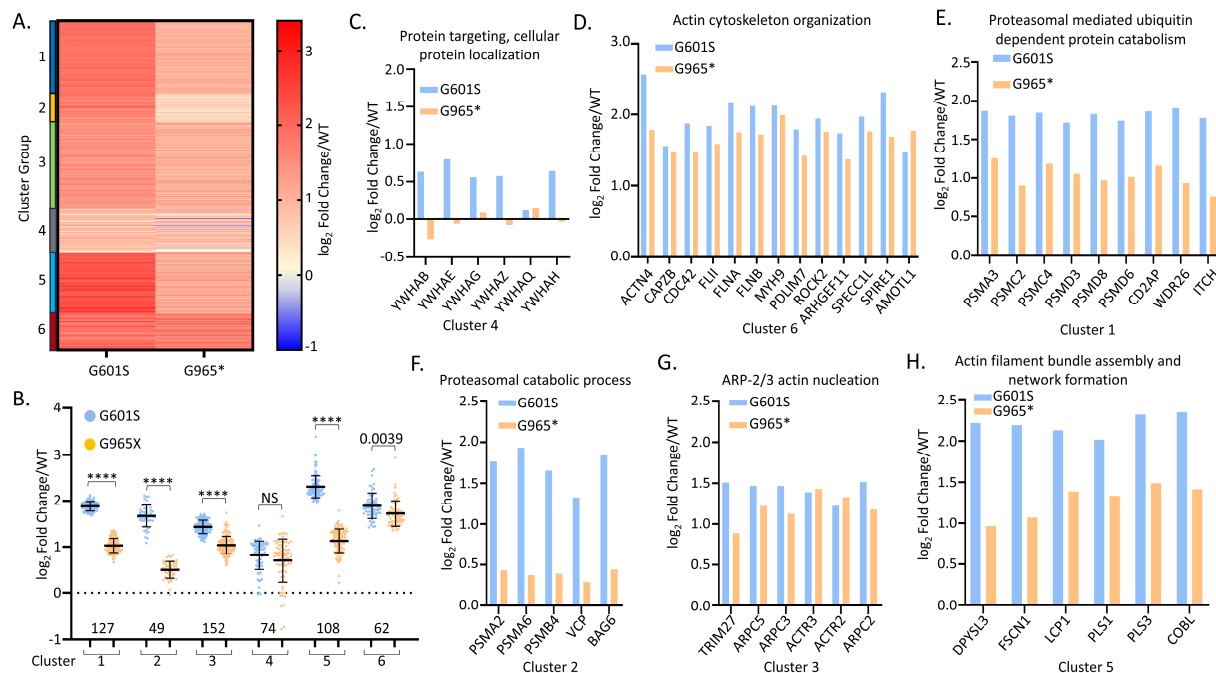 A.
Cluster Group
1
2
3
4
5
6
G601S
G965*
3
2
1
0
-1
log2 Fold Change/WT
B.
G601S
G965X
log2 Fold Change/WT
4
3
2
1
0
-1
****
****
****
NS
****
0.0039
127
49
152
74
108
62
Cluster
1
2
3
4
5
6
C.
Protein targeting, cellular
protein localization
G601S
G965*
log2 Fold Change/WT
2.0
1.5
1.0
0.5
0.0
-0.5
YWHAB
YWHAE
YWHAG
YWHAZ
YWHAQ
YWHAH
Cluster 4
D.
Actin cytoskeleton organization
G601S
G965*
log2 Fold Change/WT
3.0
2.0
1.0
0.0
ACTN4
CAPZB
CDC42
FLII
FLNA
FLNB
MYH9
PDLIM7
ROCK2
ARHGEF11
SPECC1L
SPIRE1
AMOTL1
Cluster 6
E.
Proteasomal mediated ubiquitin
dependent protein catabolism
G601S
G965*
log2 Fold Change/WT
2.5
2.0
1.5
1.0
0.5
0.0
PSMA3
PSMC2
PSMC4
PSMD3
PSMD8
PSMD6
CD2AP
WDR26
ITCH
Cluster 1
F.
Proteasomal catabolic process
G601S
G965*
log2 Fold Change/WT
2.5
2.0
1.5
1.0
0.5
0.0
PSMA2
PSMA6
PSMB4
VCP
BAG6
Cluster 2
G.
ARP-2/3 actin nucleation
G601S
G965*
log2 Fold Change/WT
2.5
2.0
1.5
1.0
0.5
0.0
TRIM27
ARPC5
ARPC3
ACTR3
ACTR2
ARPC2
Cluster 3
H.
Actin filament bundle assembly and
network formation
G601S
G965*
log2 Fold Change/WT
2.5
2.0
1.5
1.0
0.5
0.0
DPYSL3
FSCN1
LCP1
PLS1
PLS3
COBL
Cluster 5